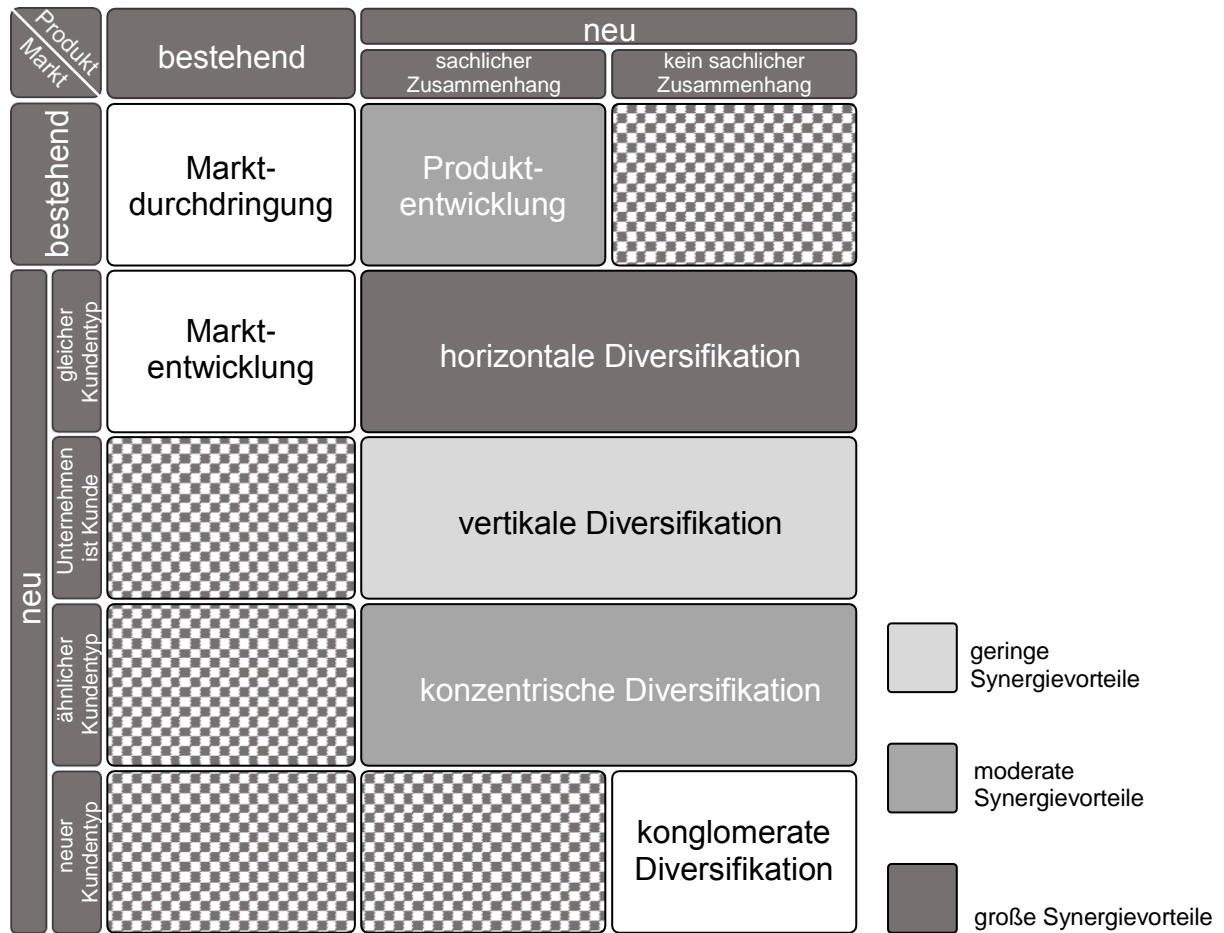 Produkt
Markt
bestehend
neu
sachlicher
Zusammenhang
kein sachlicher
Zusammenhang
bestehend
Markt-
durchdringung
Produkt-
entwicklung
neu
gleicher
Kundentyp
Markt-
entwicklung
horizontale Diversifikation
Unternehmen
ist Kunde
vertikale Diversifikation
ähnlicher
Kundentyp
konzentrische Diversifikation
neuer
Kundentyp
konglomerate
Diversifikation
geringe
Synergievorteile
moderate
Synergievorteile
große Synergievorteile